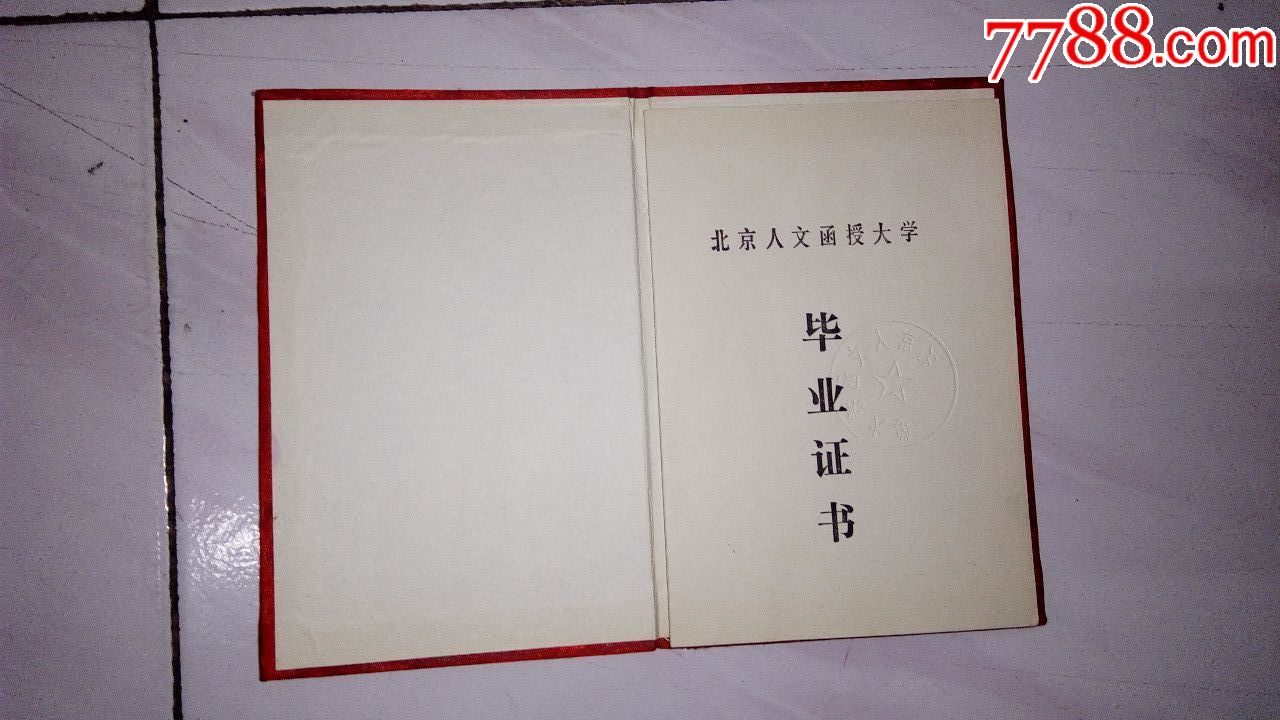 7788.com
北京人文函授大学
毕
业
证
书